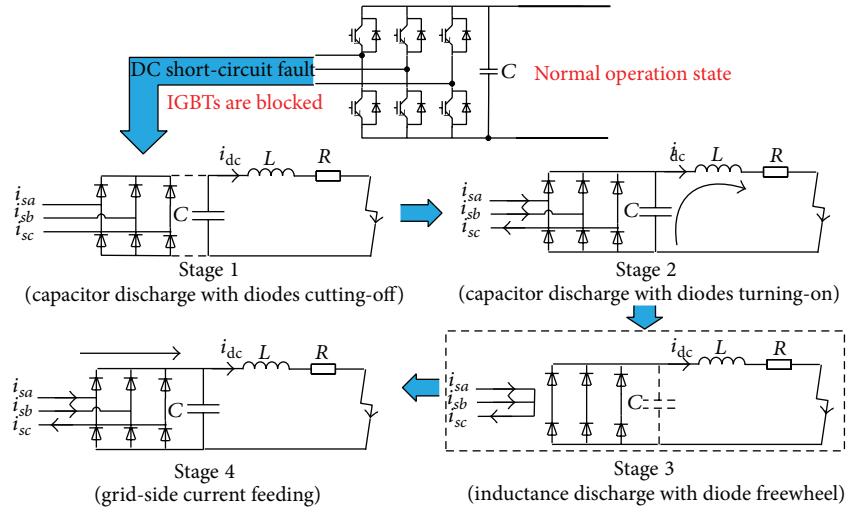 DC short-circuit fault
IGBTs are blocked
C
Normal operation state
i_dc
L
R
i_sa
i_sb
i_sc
C
Stage 1
(capacitor discharge with diodes cutting-off)
i_dc
L
R
i_sa
i_sb
i_sc
C
Stage 2
(capacitor discharge with diodes turning-on)
i_dc
L
R
i_sa
i_sb
i_sc
C
Stage 4
(grid-side current feeding)
i_dc
L
R
i_sa
i_sb
i_sc
C
Stage 3
(inductance discharge with diode freewheel)